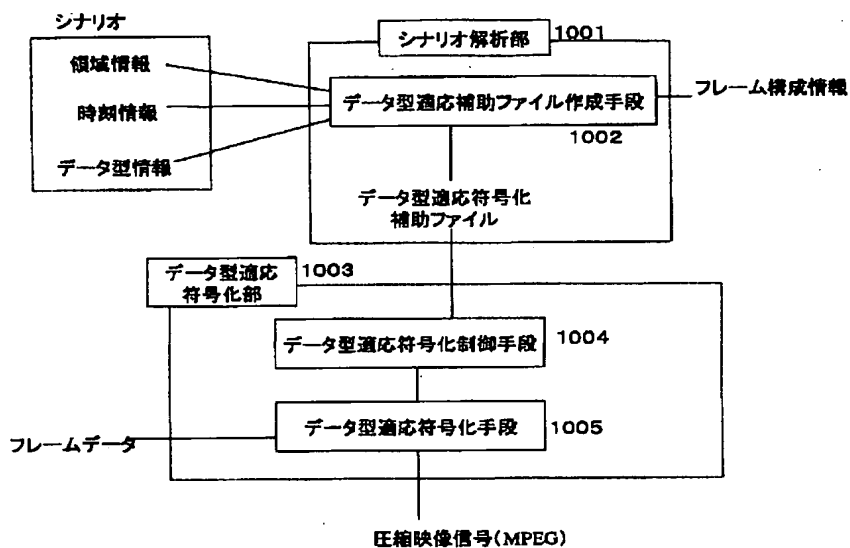 シナリオ
領域情報
時刻情報
データ型情報
シナリオ解析部
1001
データ型適応補助ファイル作成手段
1002
フレーム構成情報
データ型適応符号化
補助ファイル
データ型適応
符号化部
1003
データ型適応符号化制御手段
1004
データ型適応符号化手段
1005
フレームデータ
圧縮映像信号(MPEG)